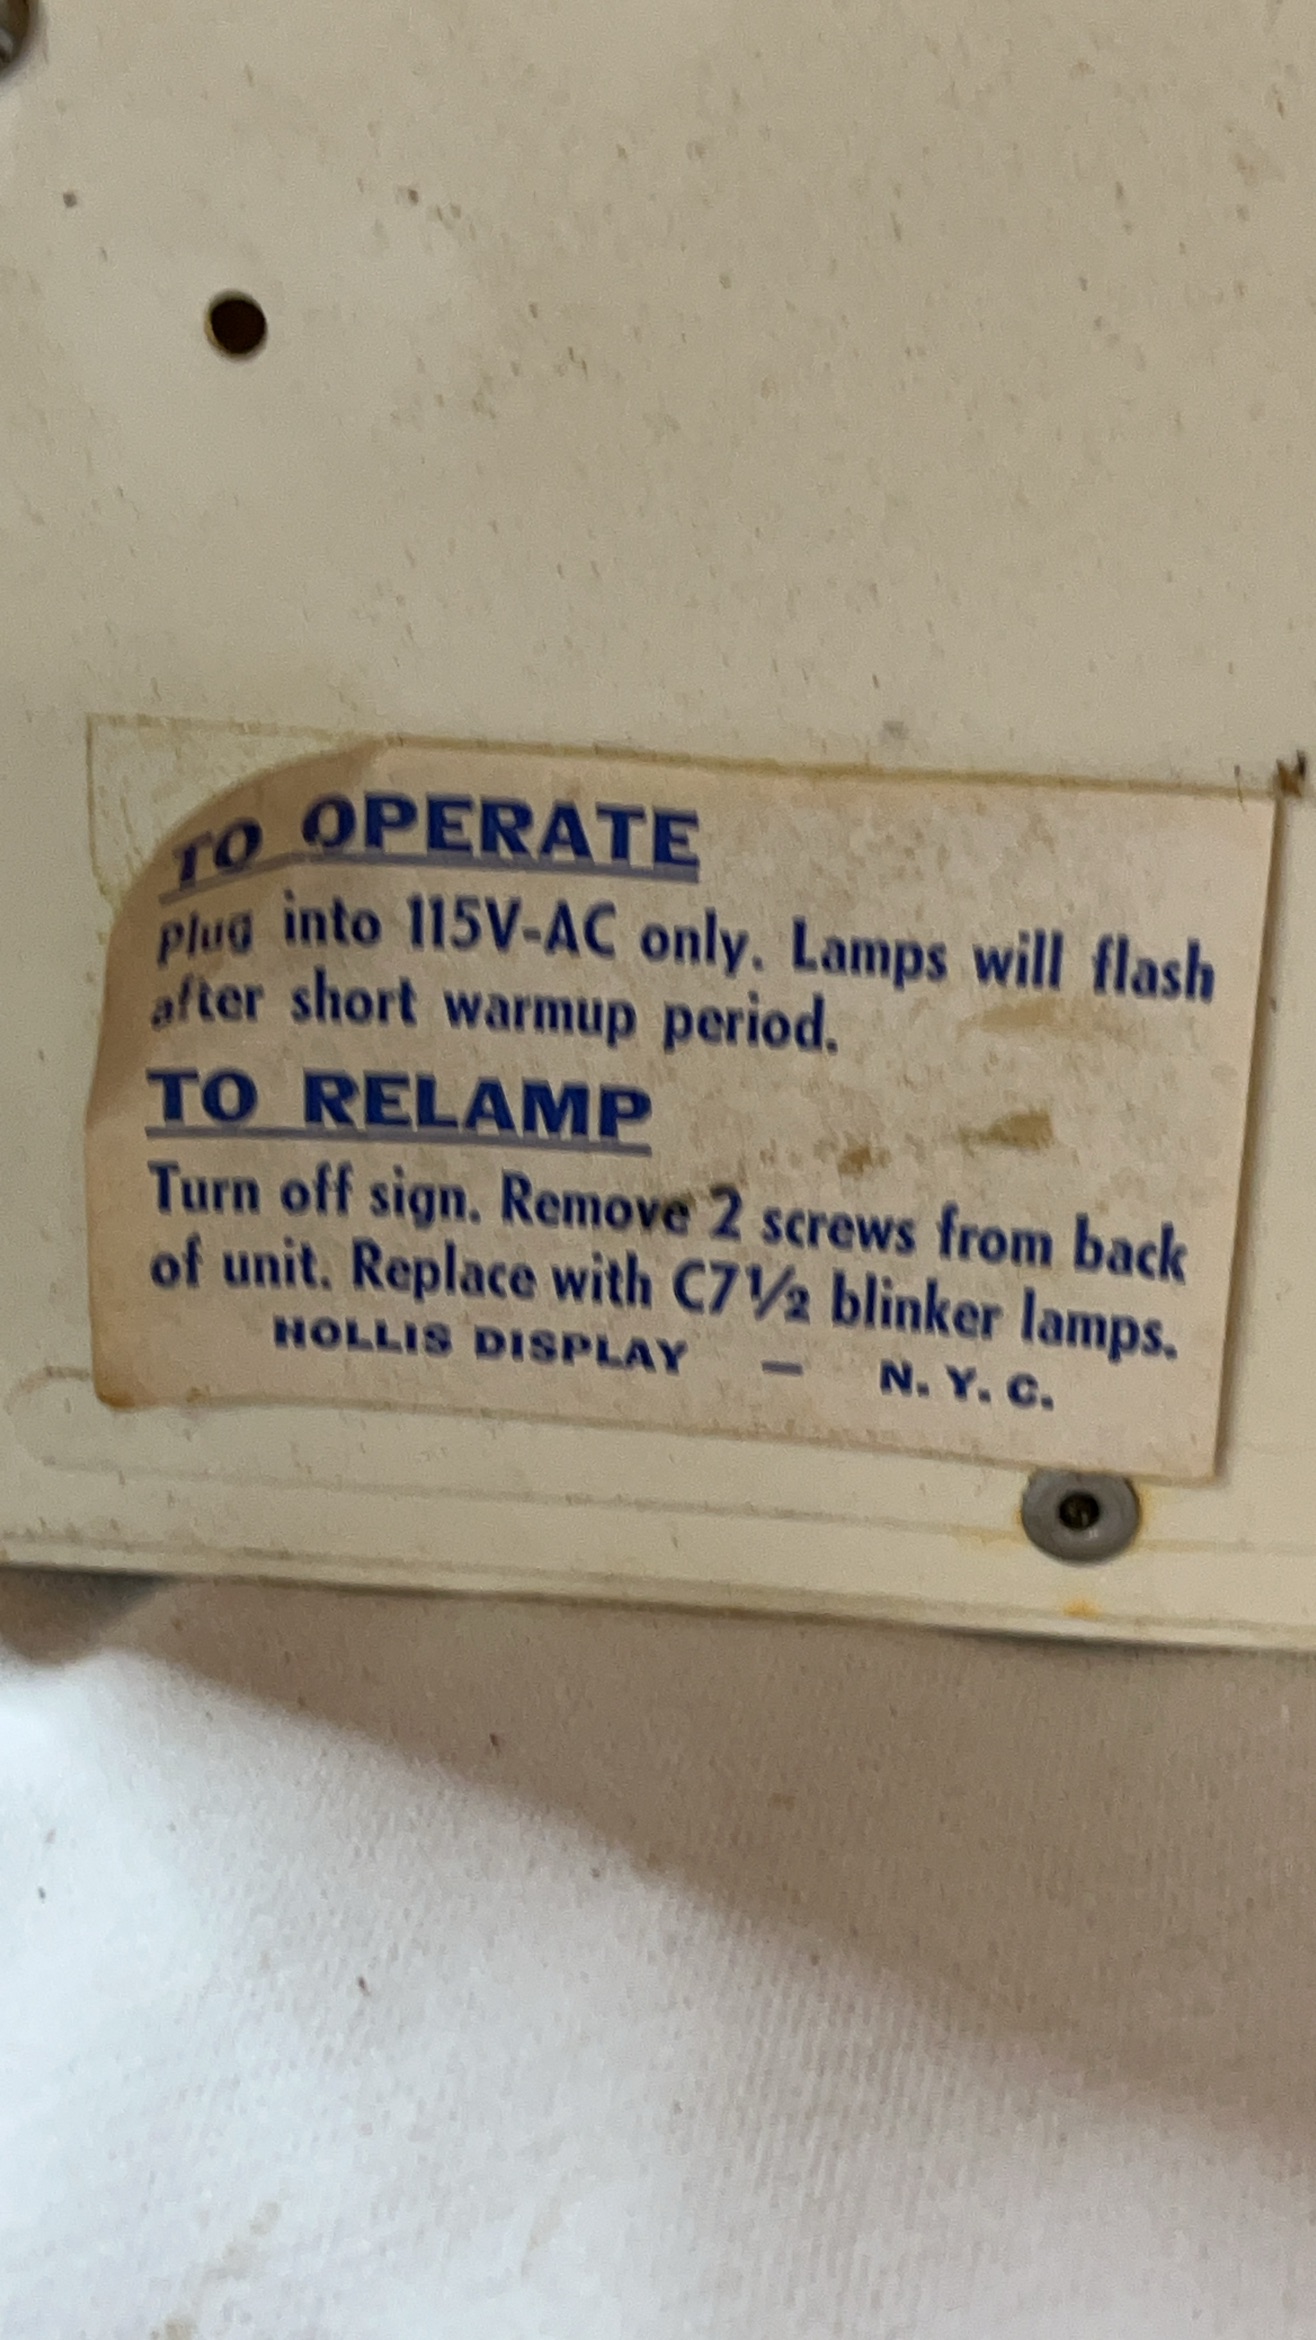 TO OPERATE
Plug into 115V-AC only. Lamps will flash
after short warmup period.
TO RELAMP
Turn off sign. Remove 2 screws from back
of unit. Replace with C7½ blinker lamps.
HOLLIS DISPLAY — N. Y. C.